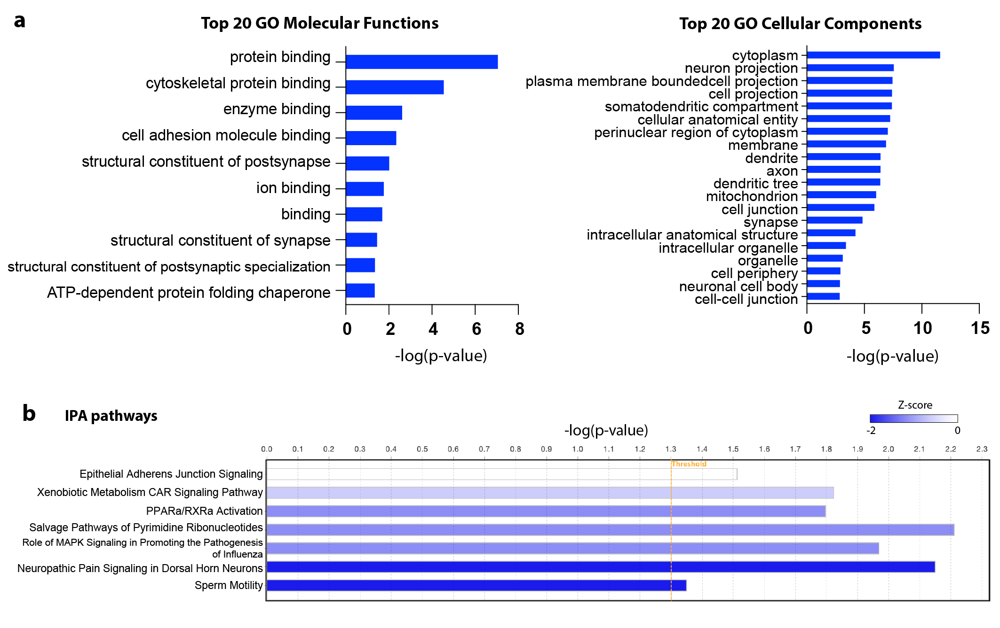 a
Top 20 GO Molecular Functions
protein binding
cytoskeletal protein binding
enzyme binding
cell adhesion molecule binding
structural constituent of postsynapse
ion binding
binding
structural constituent of synapse
structural constituent of postsynaptic specialization
ATP-dependent protein folding chaperone
0 2 4 6 8
-log(p-value)
Top 20 GO Cellular Components
cytoplasm
neuron projection
plasma membrane boundedcell projection
cell projection
somatodendritic compartment
cellular anatomical entity
perinuclear region of cytoplasm
membrane
dendrite
axon
dendritic tree
mitochondrion
cell junction
synapse
intracellular anatomical structure
intracellular organelle
organelle
cell periphery
neuronal cell body
cell-cell junction
0 5 10 15
-log(p-value)
b IPA pathways
Z-score
-2 0
-log(p-value)
0.0 0.1 0.2 0.3 0.4 0.5 0.6 0.7 0.8 0.9 1.0 1.1 1.2 1.3 1.4 1.5 1.6 1.7 1.8 1.9 2.0 2.1 2.2 2.3
Threshold
Epithelial Adherens Junction Signaling
Xenobiotic Metabolism CAR Signaling Pathway
PPARa/RXRa Activation
Salvage Pathways of Pyrimidine Ribonucleotides
Role of MAPK Signaling in Promoting the Pathogenesis
of Influenza
Neuropathic Pain Signaling in Dorsal Horn Neurons
Sperm Motility